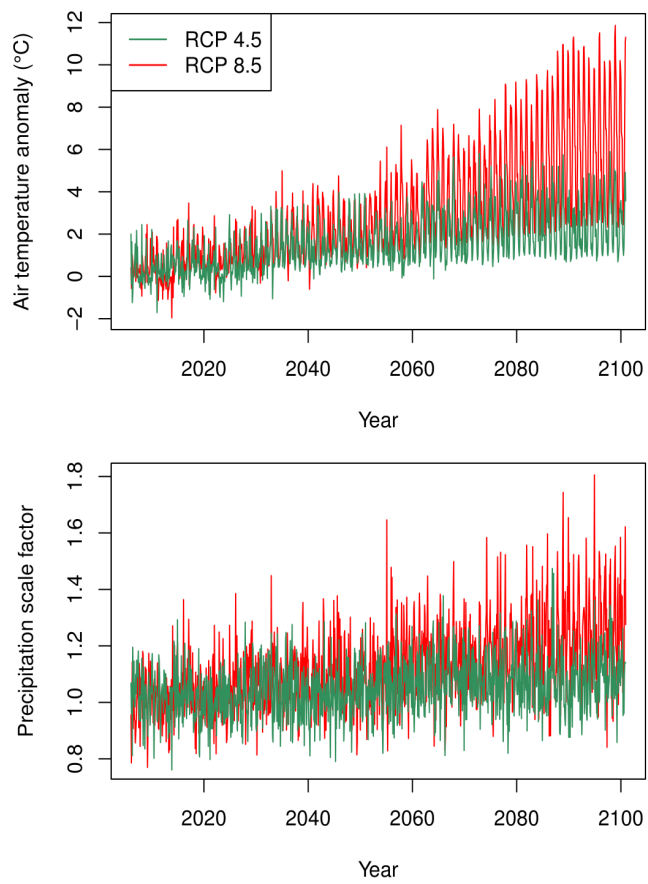 Air temperature anomaly (°C)
12
10
8
6
4
2
0
−2
RCP 4.5
RCP 8.5
2020 2040 2060 2080 2100
Year
Precipitation scale factor
1.8
1.6
1.4
1.2
1.0
0.8
2020 2040 2060 2080 2100
Year